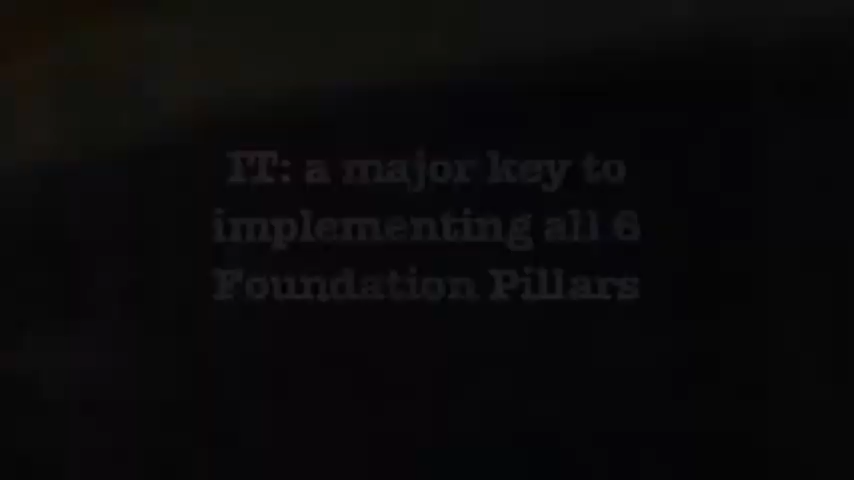 IT: a major key to
implementing all 6
Foundation Pillars